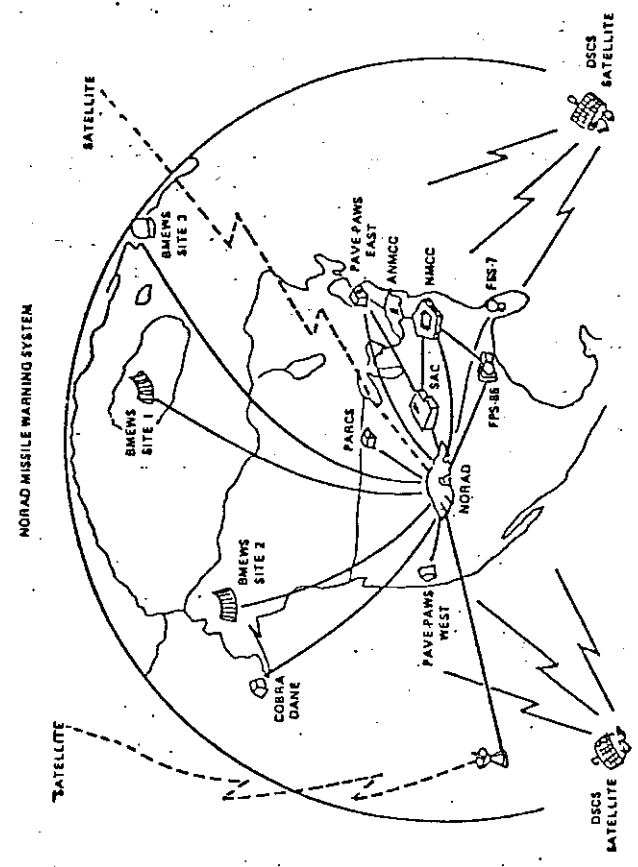 NORAD MISSILE WARNING SYSTEM
SATELLITE
SATELLITE
BMEWS
SITE 3
BMEWS
SITE 1
BMEWS
SITE 2
COBRA
DANE
PARCS
PAVE-PAWS
EAST
ANMCC
NMCC
SAC
NORAD
PAVE-PAWS
WEST
FPS-85
FSS-7
DSCS
SATELLITE
DSCS
SATELLITE